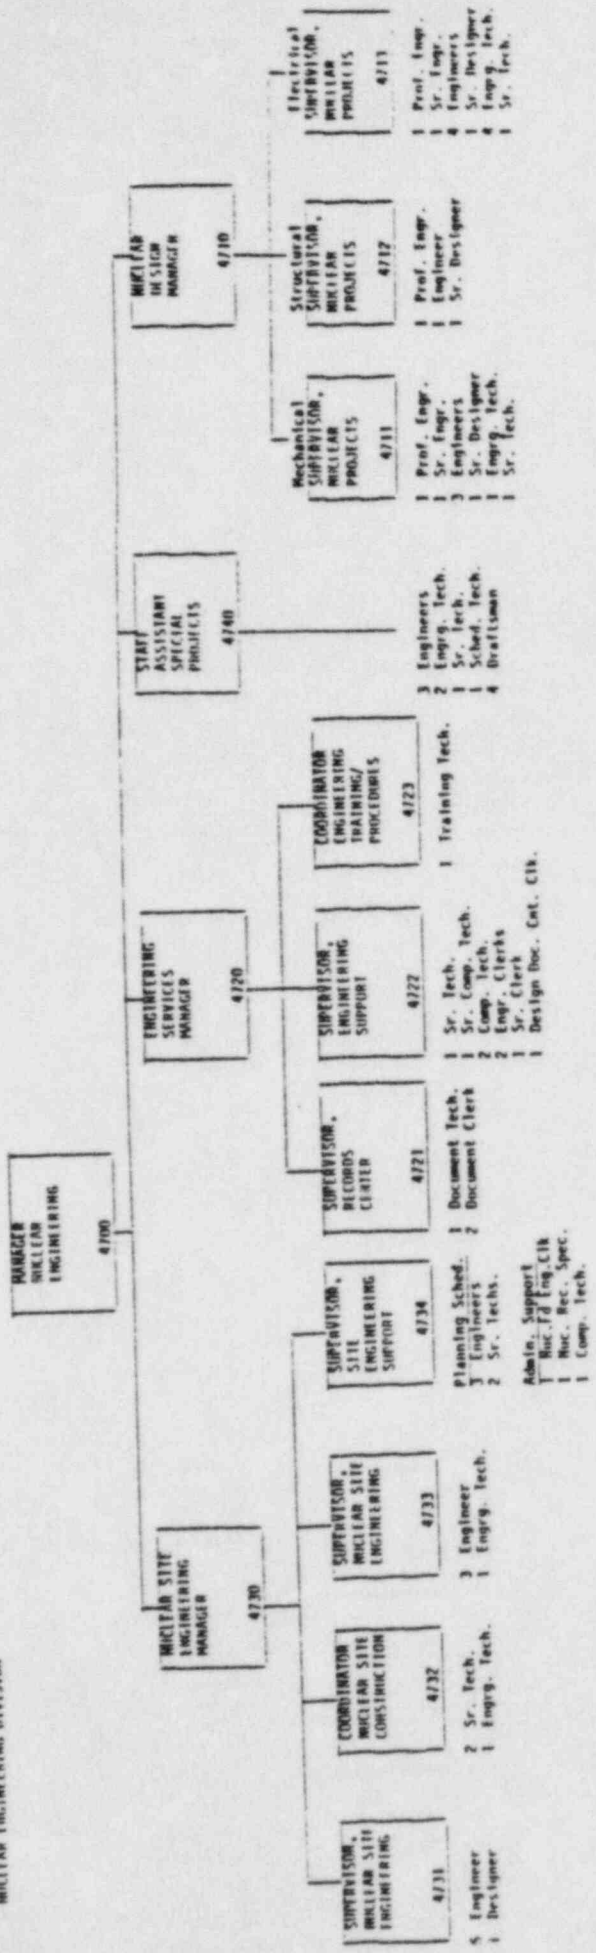 NUCLEAR ENGINEERING DIVISION
MANAGER
NUCLEAR
ENGINEERING
4700
NUCLEAR SITE
ENGINEERING
MANAGER
4730
ENGINEERING
SERVICES
MANAGER
4720
STAFF
ASSISTANT
SPECIAL
PROJECTS
4740
NUCLEAR
DESIGN
MANAGER
4710
SUPERVISOR,
NUCLEAR SITE
ENGINEERING
4731
5 Engineer
1 Designer
COORDINATOR
NUCLEAR SITE
CONSTRUCTION
4732
2 Sr. Tech.
1 Engrg. Tech.
SUPERVISOR,
NUCLEAR SITE
ENGINEERING
4733
3 Engineer
1 Engrg. Tech.
SUPERVISOR,
SITE
ENGINEERING
SUPPORT
4734
Planning Sched.
3 Engineers
2 Sr. Techs.
Admin. Support
1 Nuc.Fd Eng.Clk
1 Nuc. Rec. Spec.
1 Comp. Tech.
SUPERVISOR,
RECORDS
CENTER
4721
1 Document Tech.
2 Document Clerk
SUPERVISOR,
ENGINEERING
SUPPORT
4722
1 Sr. Tech.
1 Sr. Comp. Tech.
2 Comp. Tech.
2 Engr. Clerks
1 Sr. Clerk
1 Design Doc. Cnt. Clk.
COORDINATOR
ENGINEERING
TRAINING/
PROCEDURES
4723
1 Training Tech.
3 Engineers
2 Engrg. Tech.
1 Sr. Tech.
1 Sched. Tech.
4 Draftsman
Mechanical
SUPERVISOR,
NUCLEAR
PROJECTS
4711
1 Prof. Engr.
1 Sr. Engr.
3 Engineers
1 Sr. Designer
1 Engrg. Tech.
1 Sr. Tech.
Structural
SUPERVISOR,
NUCLEAR
PROJECTS
4712
1 Prof. Engr.
1 Engineer
1 Sr. Designer
Electrical
SUPERVISOR,
NUCLEAR
PROJECTS
4713
1 Prof. Engr.
1 Sr. Engr.
4 Engineers
1 Sr. Designer
4 Engrg. Tech.
1 Sr. Tech.